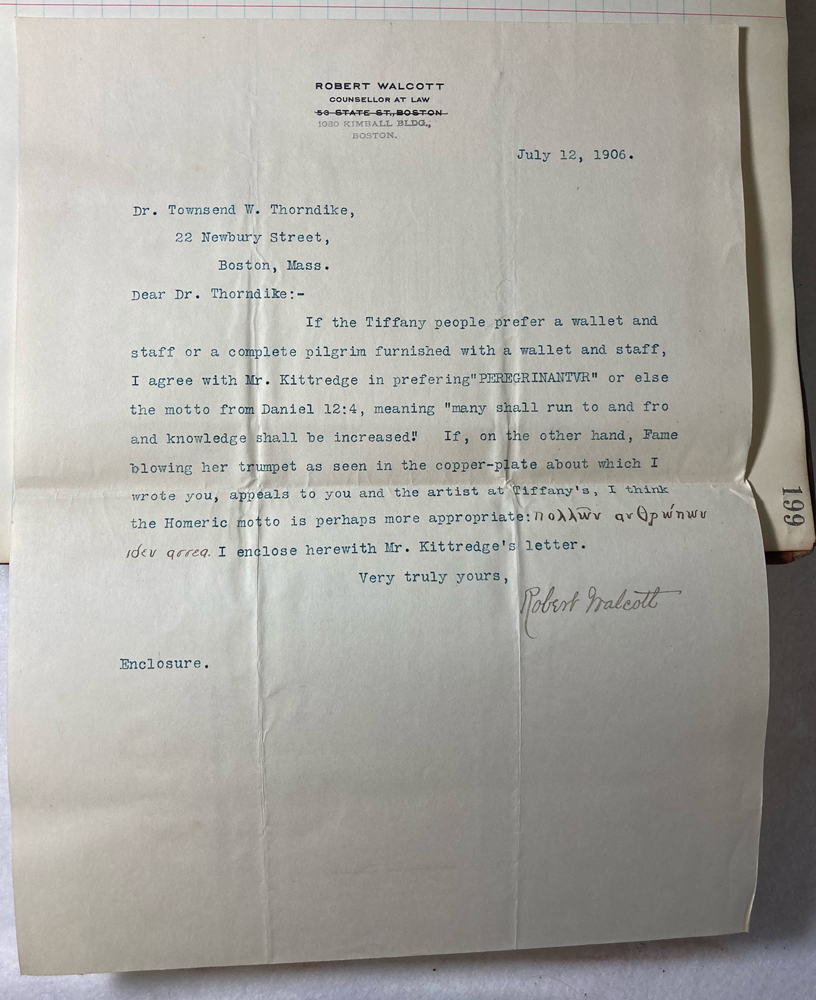 ROBERT WALCOTT
COUNSELLOR AT LAW
53 STATE ST., BOSTON
1080 KIMBALL BLDG.,
BOSTON.
July 12, 1906.
Dr. Townsend W. Thorndike,
22 Newbury Street,
Boston, Mass.
Dear Dr. Thorndike:-
If the Tiffany people prefer a wallet and
staff or a complete pilgrim furnished with a wallet and staff,
I agree with Mr. Kittredge in prefering"PEREGRINANTVR" or else
the motto from Daniel 12:4, meaning "many shall run to and fro
and knowledge shall be increased." If, on the other hand, Fame
blowing her trumpet as seen in the copper-plate about which I
wrote you, appeals to you and the artist at Tiffany's, I think
the Homeric motto is perhaps more appropriate: πολλῶν ανθρώπων
ιδεν αστεα. I enclose herewith Mr. Kittredge's letter.
Very truly yours,
Robert Walcott
Enclosure.
199